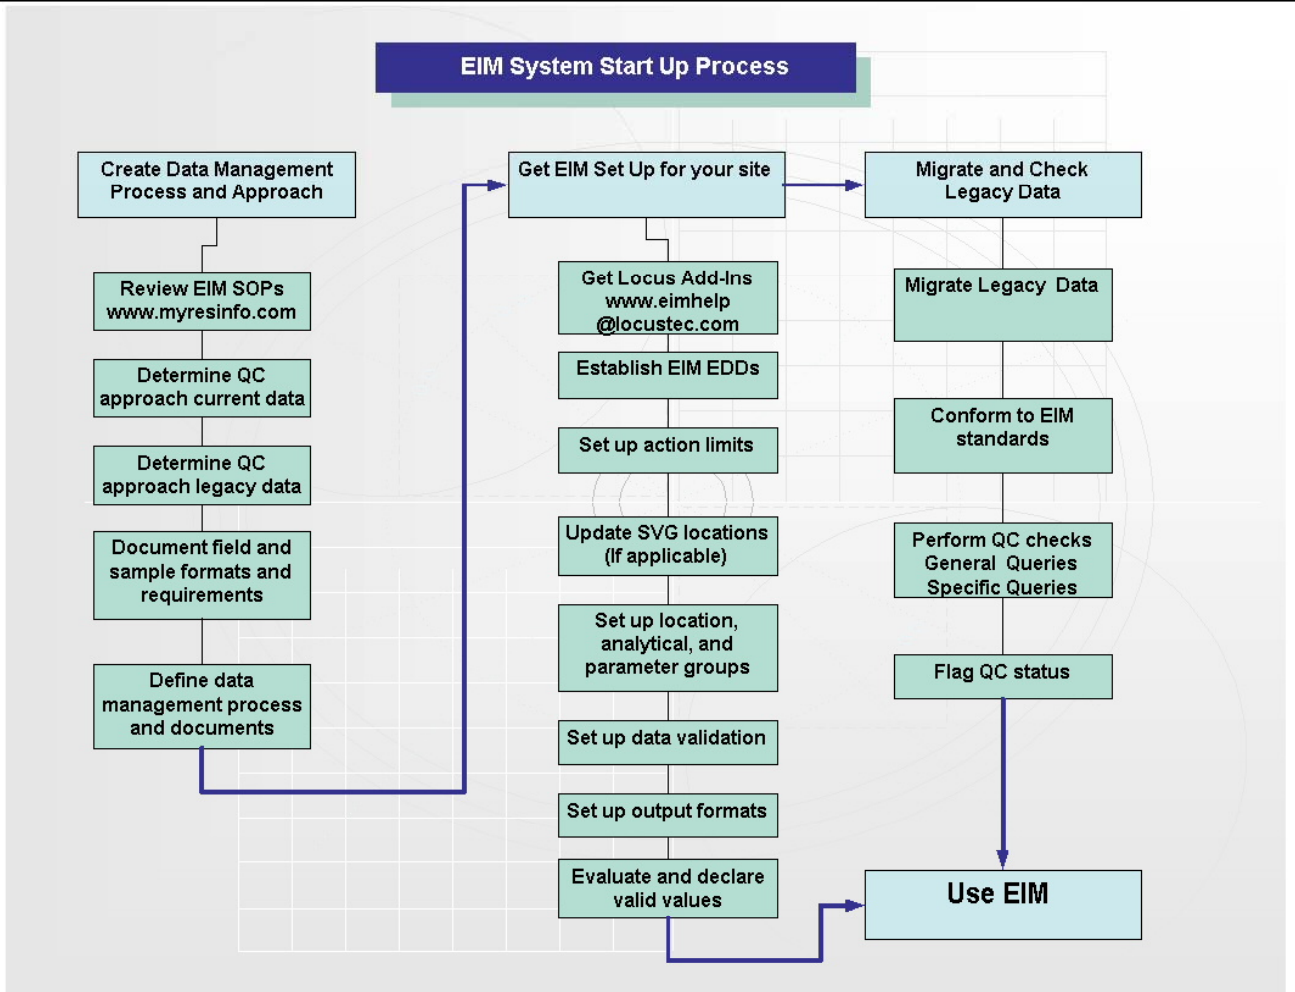 EIM System Start Up Process
Create Data Management
Process and Approach
Review EIM SOPs
www.myresinfo.com
Determine QC
approach current data
Determine QC
approach legacy data
Document field and
sample formats and
requirements
Define data
management process
and documents
Get EIM Set Up for your site
Get Locus Add-Ins
www.eimhelp
@locustec.com
Establish EIM EDDs
Set up action limits
Update SVG locations
(If applicable)
Set up location,
analytical, and
parameter groups
Set up data validation
Set up output formats
Evaluate and declare
valid values
Migrate and Check
Legacy Data
Migrate Legacy Data
Conform to EIM
standards
Perform QC checks
General Queries
Specific Queries
Flag QC status
Use EIM